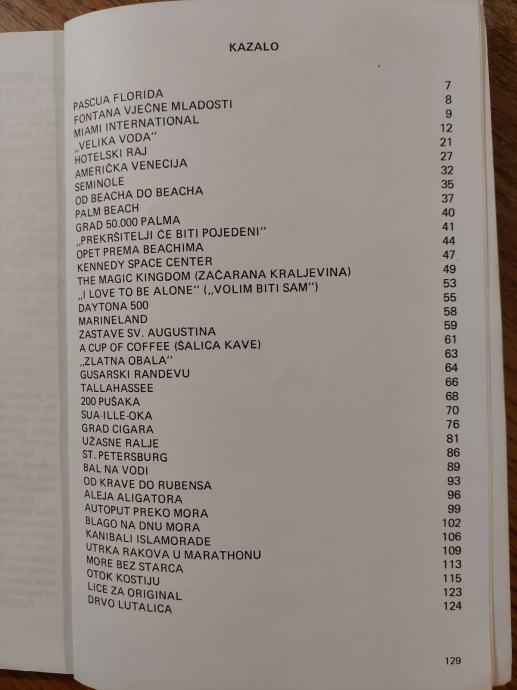 KAZALO
PASCUA FLORIDA 7
FONTANA VJEČNE MLADOSTI 8
MIAMI INTERNATIONAL 9
„VELIKA VODA" 12
HOTELSKI RAJ 21
AMERIČKA VENECIJA 27
SEMINOLE 32
OD BEACHA DO BEACHA 35
PALM BEACH 37
GRAD 50.000 PALMA 40
„PREKRŠITELJI ĆE BITI POJEDENI" 41
OPET PREMA BEACHIMA 44
KENNEDY SPACE CENTER 47
THE MAGIC KINGDOM (ZAČARANA KRALJEVINA) 49
„I LOVE TO BE ALONE" („VOLIM BITI SAM") 53
DAYTONA 500 55
MARINELAND 58
ZASTAVE SV. AUGUSTINA 59
A CUP OF COFFEE (ŠALICA KAVE) 61
„ZLATNA OBALA" 63
GUSARSKI RANDEVU 64
TALLAHASSEE 66
200 PUŠAKA 68
SUA-ILLE-OKA 70
GRAD CIGARA 76
UŽASNE RALJE 81
ST. PETERSBURG 86
BAL NA VODI 89
OD KRAVE DO RUBENSA 93
ALEJA ALIGATORA 96
AUTOPUT PREKO MORA 99
BLAGO NA DNU MORA 102
KANIBALI ISLAMORADE 106
UTRKA RAKOVA U MARATHONU 109
MORE BEZ STARCA 113
OTOK KOSTIJU 115
LICE ZA ORIGINAL 123
DRVO LUTALICA 124
129